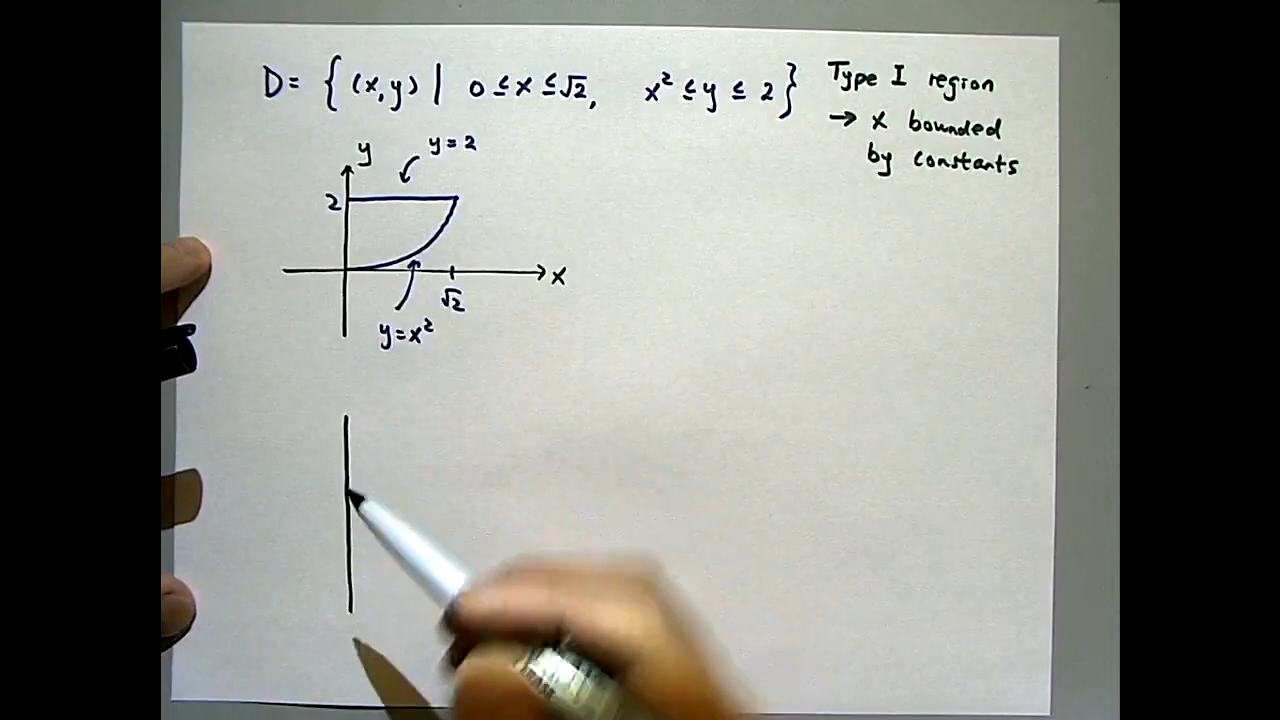 D = { (x,y) | 0 ≤ x ≤ √2, x² ≤ y ≤ 2 }
Type I region
→ x bounded
by constants
y = 2
y
2
x
√2
y = x²